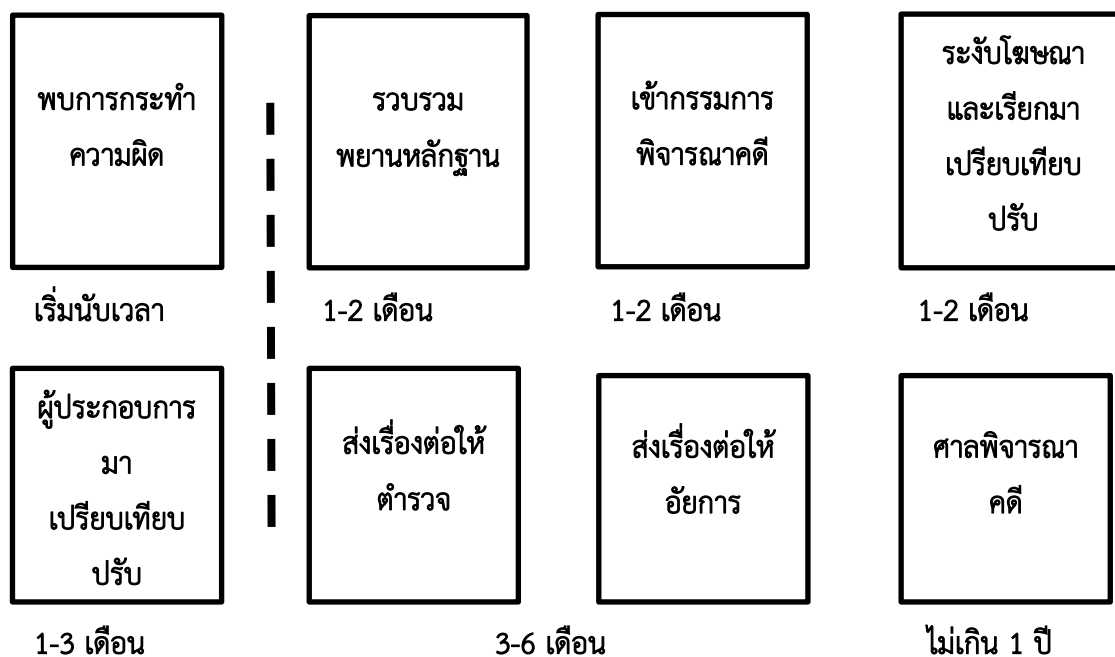 พบการกระทำ
ความผิด
รวบรวม
พยานหลักฐาน
เข้ากรรมการ
พิจารณาคดี
ระงับโฆษณา
และเรียกมา
เปรียบเทียบ
ปรับ
เริ่มนับเวลา
1-2 เดือน
1-2 เดือน
1-2 เดือน
ผู้ประกอบการ
มา
เปรียบเทียบ
ปรับ
ส่งเรื่องต่อให้
ตำรวจ
ส่งเรื่องต่อให้
อัยการ
ศาลพิจารณา
คดี
1-3 เดือน
3-6 เดือน
ไม่เกิน 1 ปี